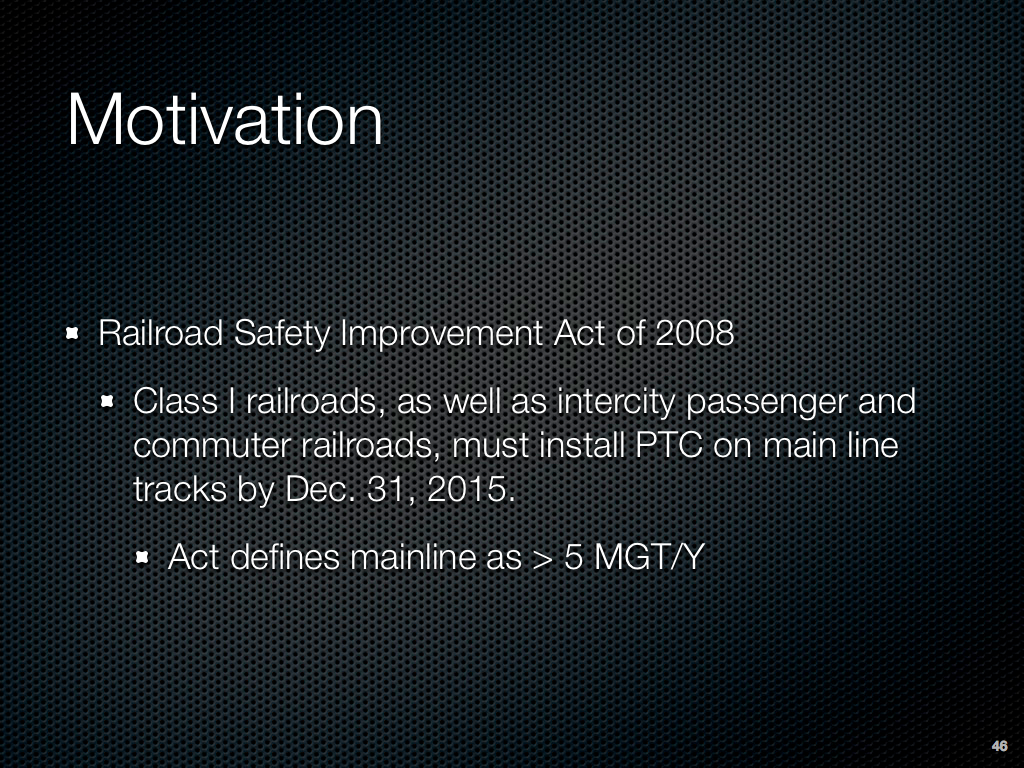 Motivation
Railroad Safety Improvement Act of 2008
Class I railroads, as well as intercity passenger and
commuter railroads, must install PTC on main line
tracks by Dec. 31, 2015.
Act defines mainline as > 5 MGT/Y
46